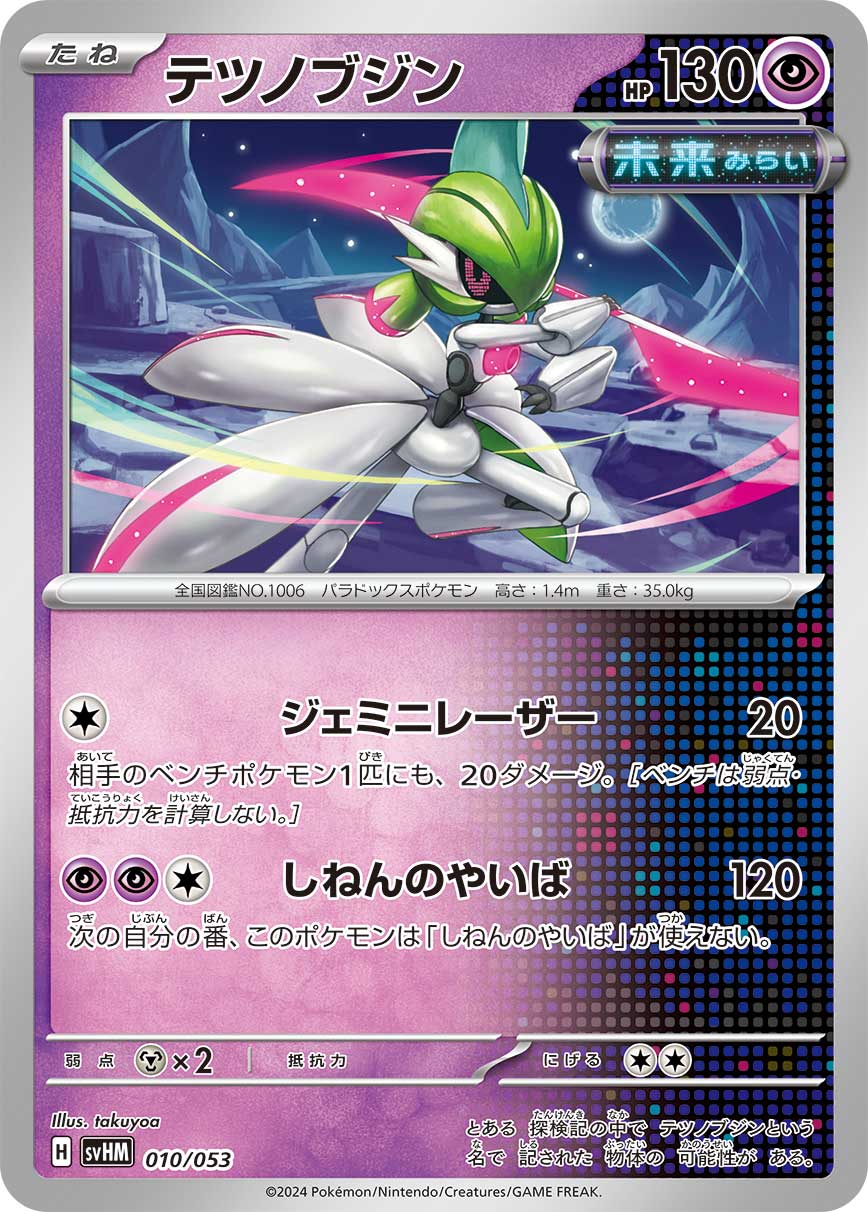 たね
テツノブジン
HP130
未来みらい
全国図鑑NO.1006 パラドックスポケモン 高さ:1.4m 重さ:35.0kg
ジェミニレーザー 20
相手のベンチポケモン1匹にも、20ダメージ。[ベンチは弱点・
抵抗力を計算しない。]
しねんのやいば 120
次の自分の番、このポケモンは「しねんのやいば」が使えない。
弱点 ×2 抵抗力 にげる
Illus. takuyoa
H svHM 010/053
とある 探検記の中で テツノブジンという
名で 記された 物体の 可能性が ある。
©2024 Pokémon/Nintendo/Creatures/GAME FREAK.